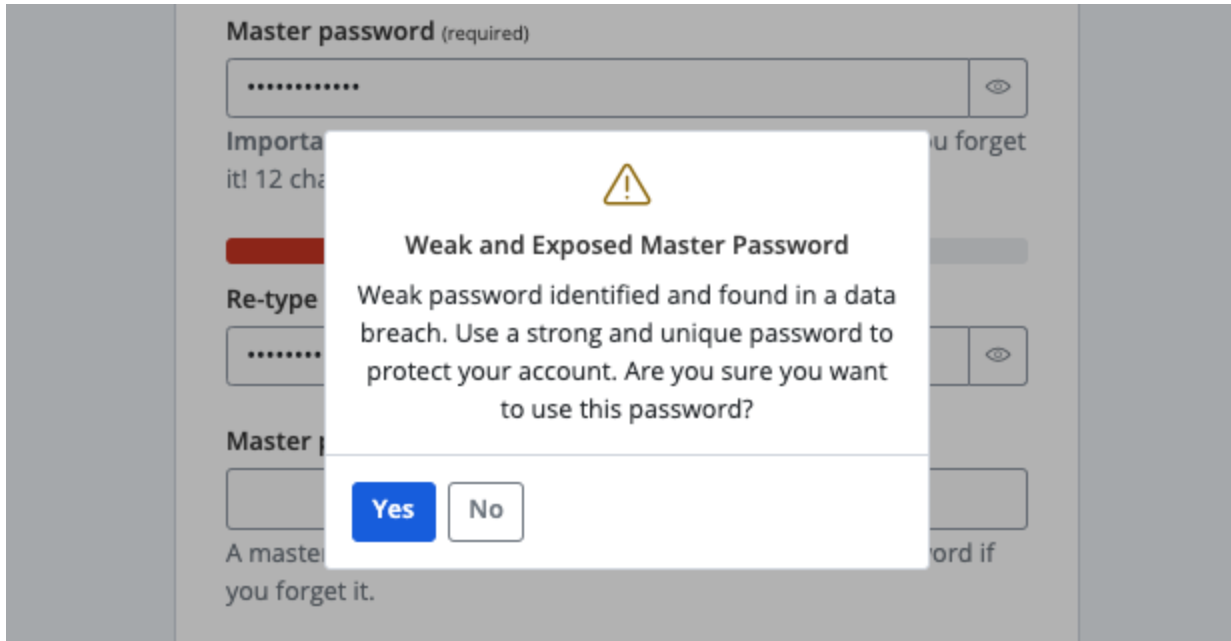 Master password (required)
••••••••••••
Importa
u forget
it! 12 cha
Weak and Exposed Master Password
Weak password identified and found in a data
breach. Use a strong and unique password to
protect your account. Are you sure you want
to use this password?
Re-type
••••••••
Master
Yes
No
A master
ord if
you forget it.